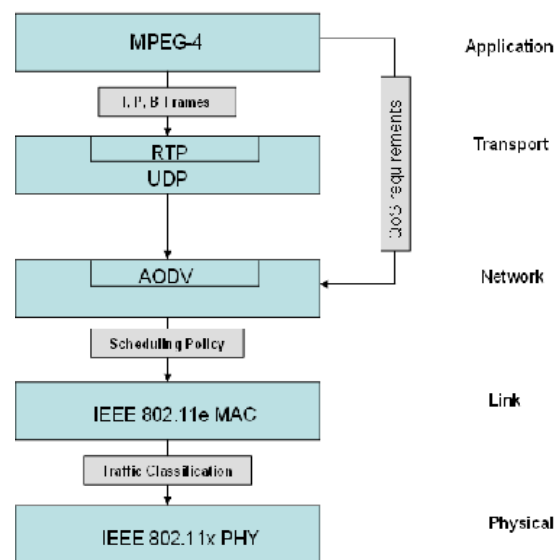 MPEG-4
Application
I, P, B Frames
RTP
UDP
Transport
QoS requirements
AODV
Network
Scheduling Policy
IEEE 802.11e MAC
Link
Traffic Classification
IEEE 802.11x PHY
Physical